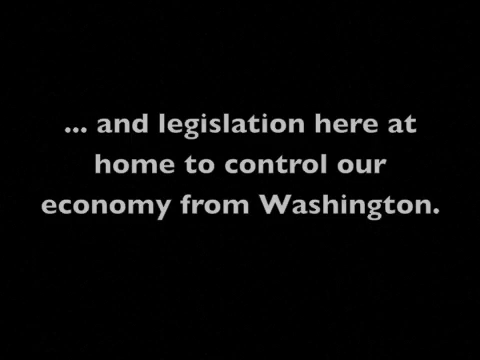 ... and legislation here at
home to control our
economy from Washington.